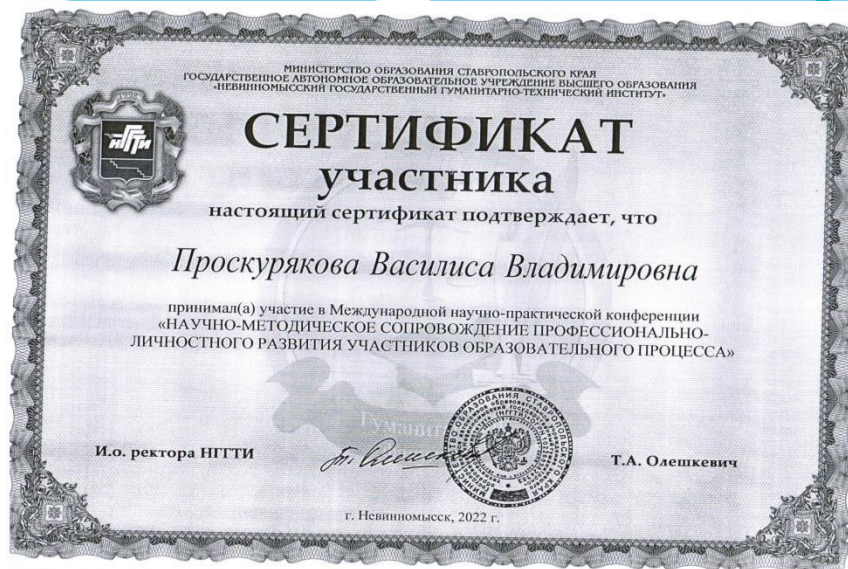 МИНИСТЕРСТВО ОБРАЗОВАНИЯ СТАВРОПОЛЬСКОГО КРАЯ
ГОСУДАРСТВЕННОЕ АВТОНОМНОЕ ОБРАЗОВАТЕЛЬНОЕ УЧРЕЖДЕНИЕ ВЫСШЕГО ОБРАЗОВАНИЯ
«НЕВИННОМЫССКИЙ ГОСУДАРСТВЕННЫЙ ГУМАНИТАРНО-ТЕХНИЧЕСКИЙ ИНСТИТУТ»
НГГТИ
СЕРТИФИКАТ
участника
настоящий сертификат подтверждает, что
Проскурякова Василиса Владимировна
принимал(а) участие в Международной научно-практической конференции
«НАУЧНО-МЕТОДИЧЕСКОЕ СОПРОВОЖДЕНИЕ ПРОФЕССИОНАЛЬНО-
ЛИЧНОСТНОГО РАЗВИТИЯ УЧАСТНИКОВ ОБРАЗОВАТЕЛЬНОГО ПРОЦЕССА»
И.о. ректора НГГТИ
Т.А. Олешкевич
г. Невинномысск, 2022 г.